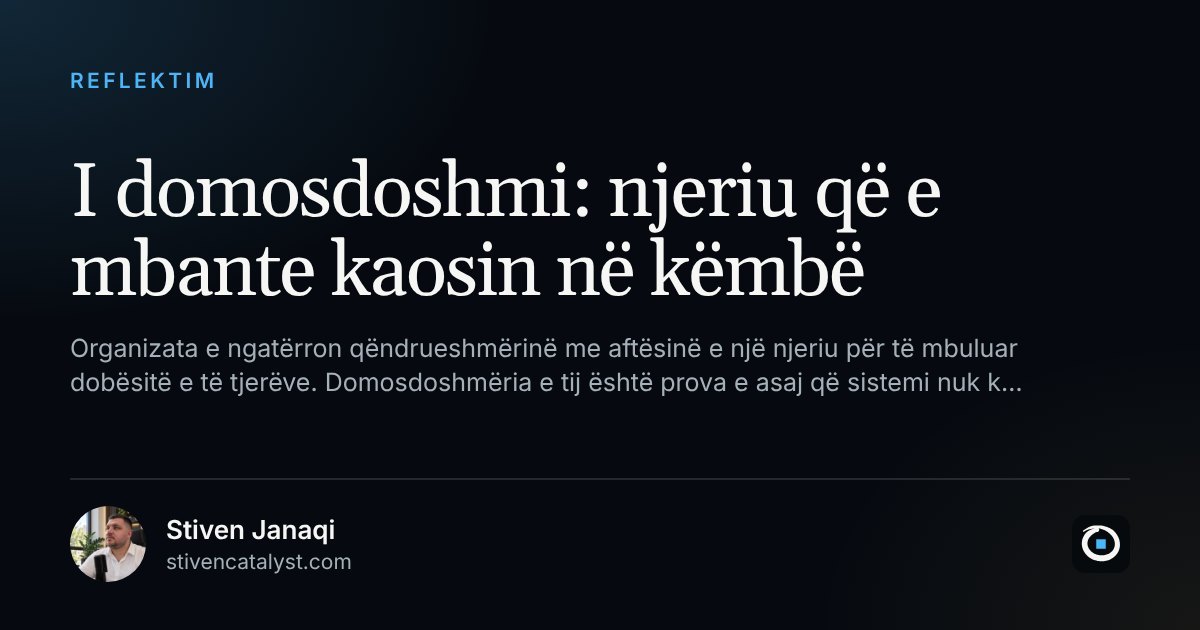 REFLEKTIM
I domosdoshmi: njeriu që e
mbante kaosin në këmbë
Organizata e ngatërron qëndrueshmërinë me aftësinë e një njeriu për të mbuluar
dobësitë e të tjerëve. Domosdoshmëria e tij është prova e asaj që sistemi nuk k...
Stiven Janaqi
stivencatalyst.com